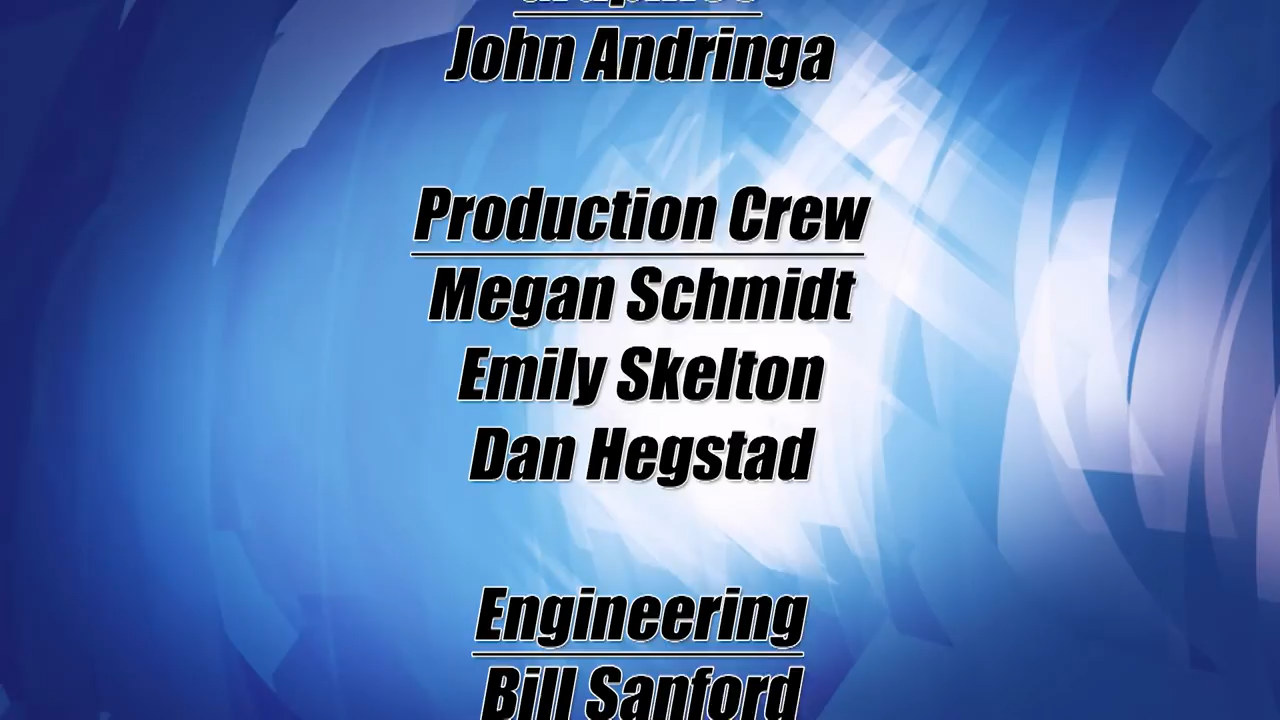 John Andringa
Production Crew
Megan Schmidt
Emily Skelton
Dan Hegstad
Engineering
Bill Sanford